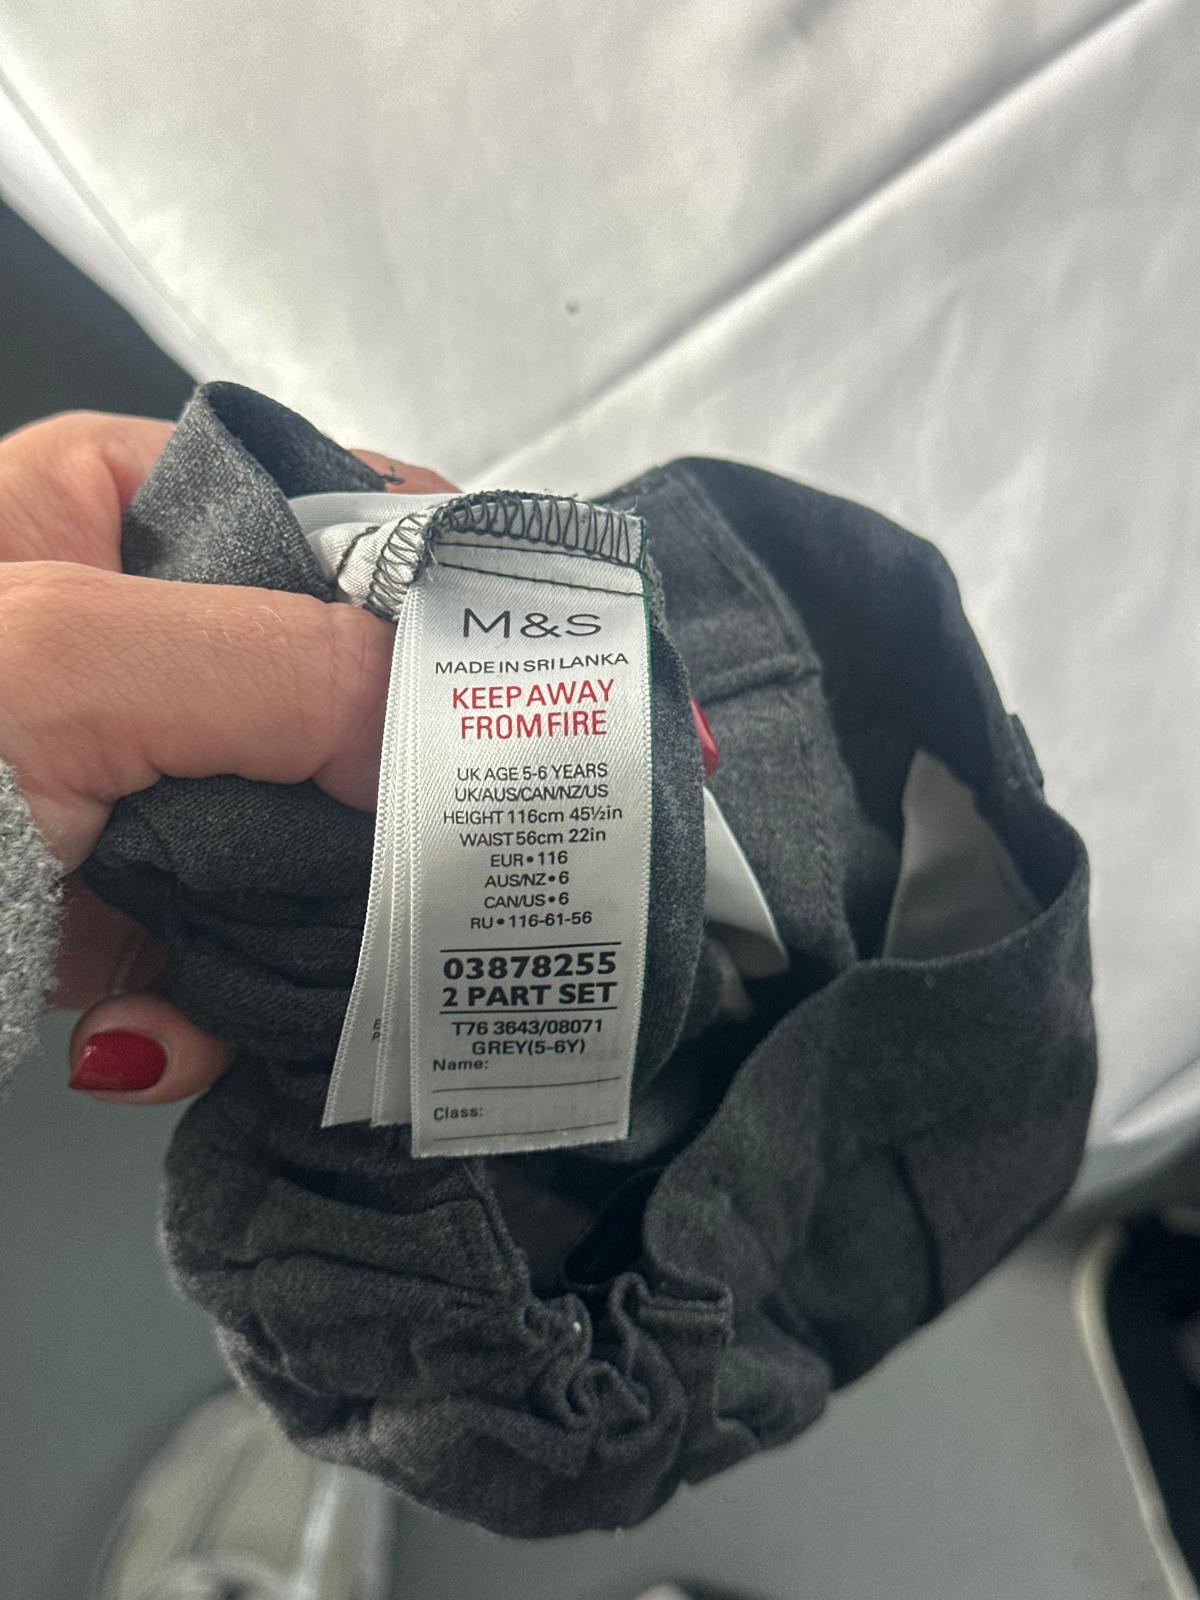 M&S
MADE IN SRI LANKA
KEEP AWAY
FROM FIRE
UK AGE 5-6 YEARS
UK/AUS/CAN/NZ/US
HEIGHT 116cm 45½in
WAIST 56cm 22in
EUR•116
AUS/NZ•6
CAN/US•6
RU•116-61-56
03878255
2 PART SET
T76 3643/08071
GREY(5-6Y)
Name:
Class: